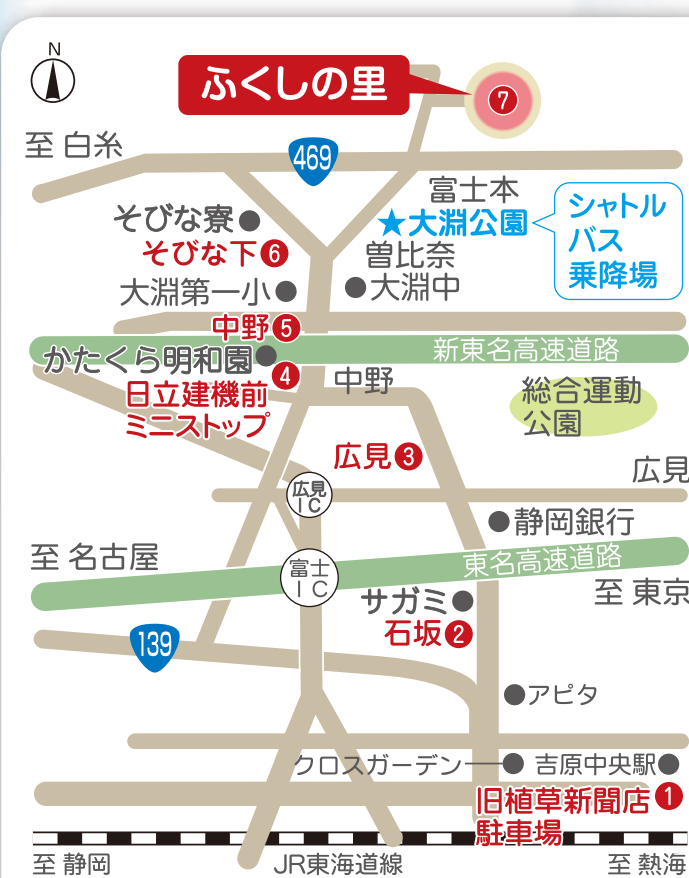 N
ふくしの里
7
至 白糸
469
富士本
そびな寮
★大淵公園
シャトル
バス
乗降場
そびな下6
曽比奈
大淵第一小
大淵中
中野5
新東名高速道路
かたくら明和園
4
中野
日立建機前
ミニストップ
総合運動
公園
広見3
広見
広見
IC
静岡銀行
至 名古屋
東名高速道路
富士
IC
至 東京
サガミ
石坂2
139
アピタ
クロスガーデン
吉原中央駅
旧植草新聞店1
駐車場
至 静岡
JR東海道線
至 熱海